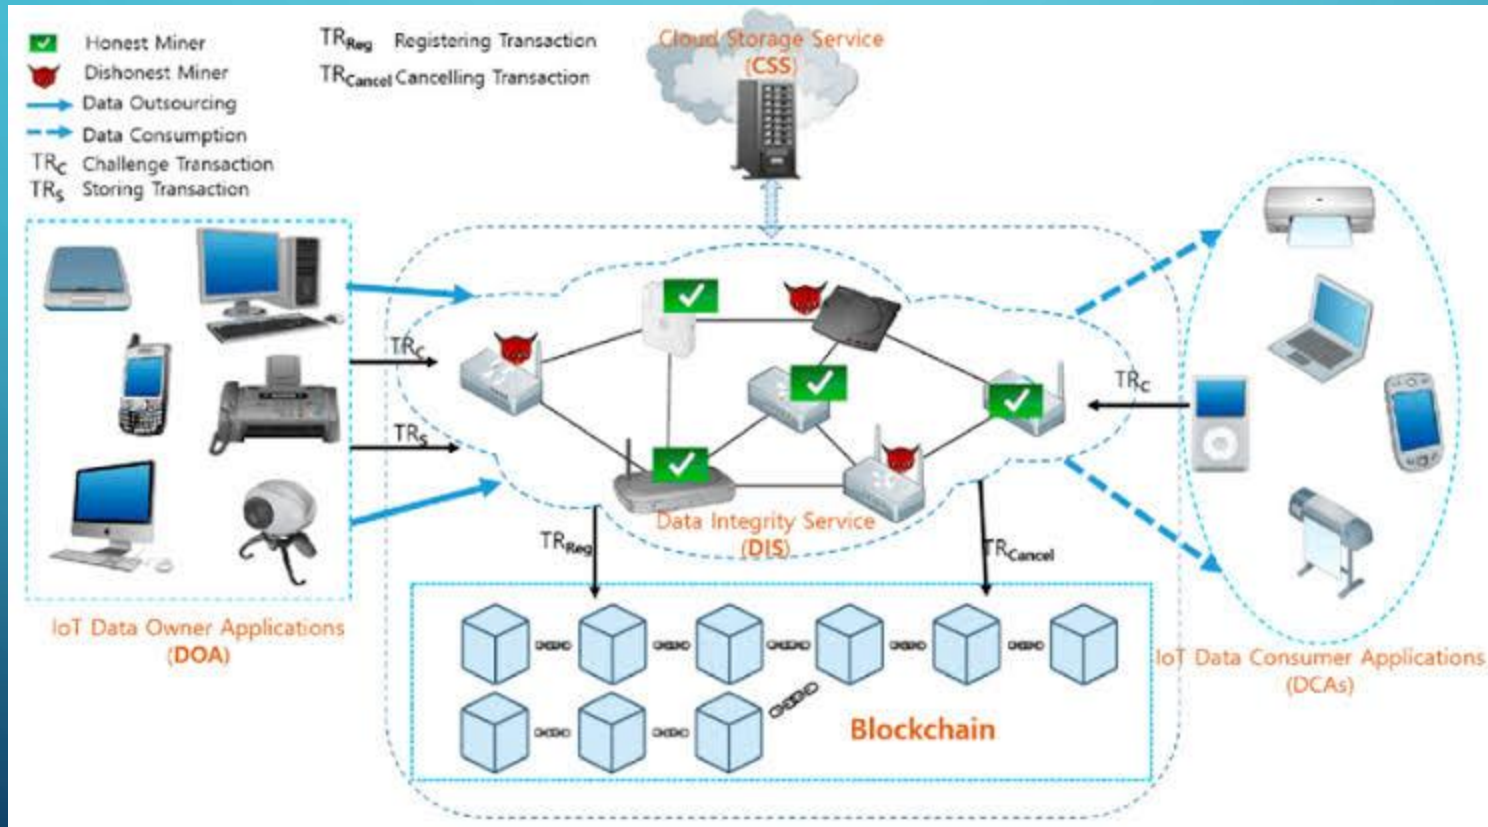 Honest Miner
Dishonest Miner
Data Outsourcing
Data Consumption
TRC Challenge Transaction
TRS Storing Transaction
TRReg Registering Transaction
TRCancel Cancelling Transaction
Cloud Storage Service
(CSS)
TRC
TRS
TRC
Data Integrity Service
(DIS)
TRReg
TRCancel
IoT Data Owner Applications
(DOA)
IoT Data Consumer Applications
(DCAs)
Blockchain